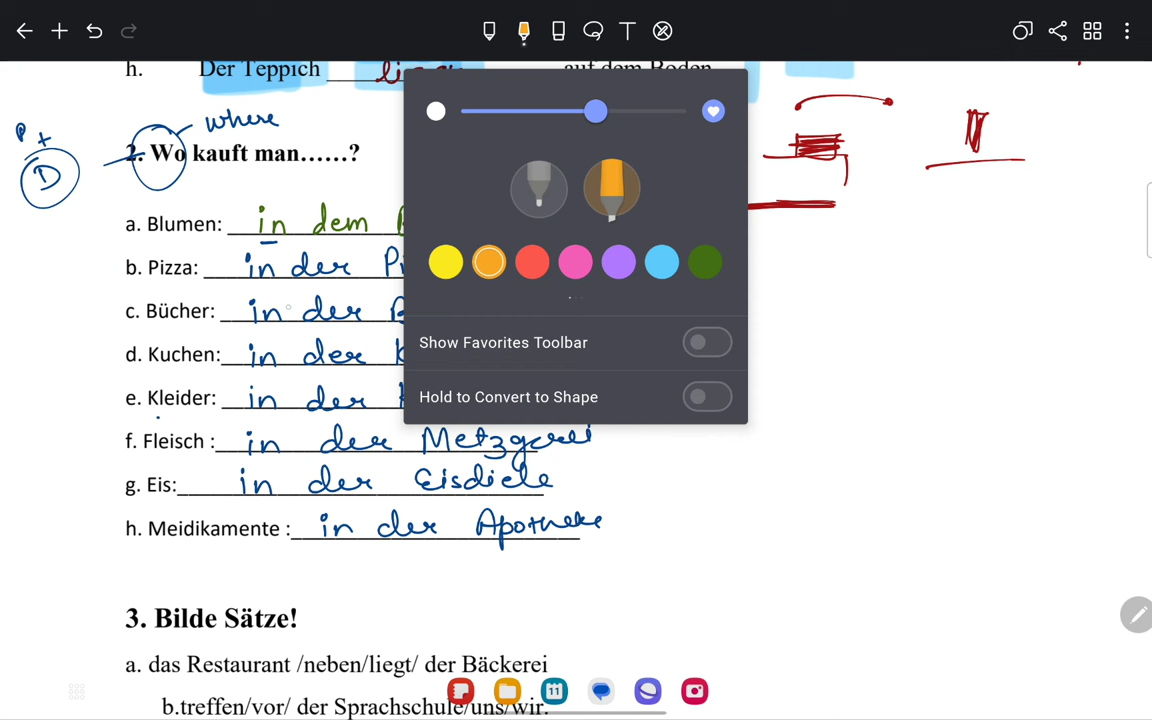 h. Der Teppich auf dem Boden
where
P +
D
2. Wo kauft man......?
a. Blumen: in dem
b. Pizza: in der
c. Bücher: in der
d. Kuchen: in der
e. Kleider: in der
f. Fleisch : in der Metzgerei
g. Eis: in der Eisdiele
h. Meidikamente : in der Apotheke
Show Favorites Toolbar
Hold to Convert to Shape
3. Bilde Sätze!
a. das Restaurant /neben/liegt/ der Bäckerei
b.treffen/vor/ der Sprachschule/uns/wir.
T
11